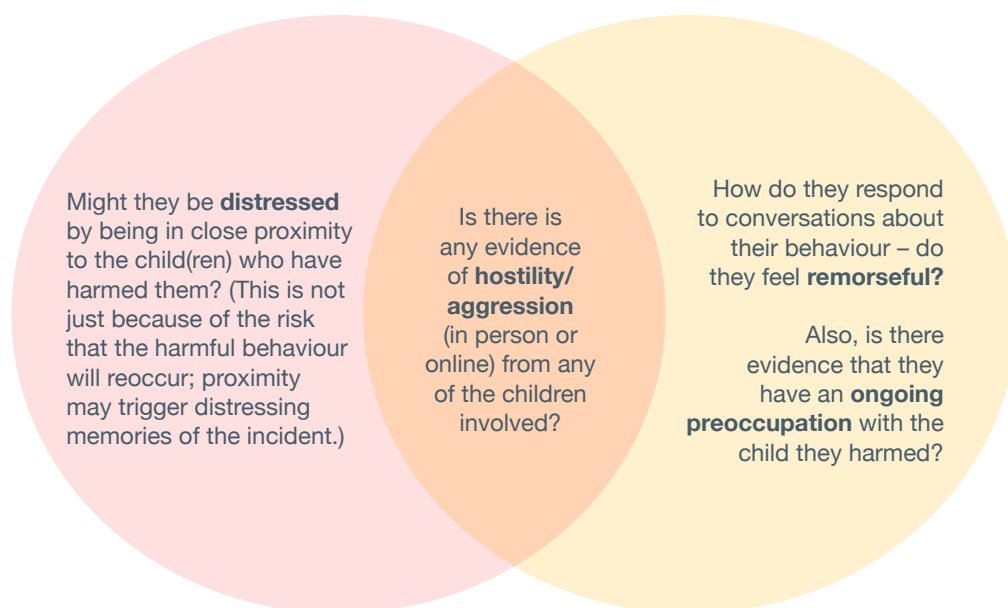 Might they be distressed
by being in close proximity
to the child(ren) who have
harmed them? (This is not
just because of the risk
that the harmful behaviour
will reoccur; proximity
may trigger distressing
memories of the incident.)
Is there is
any evidence
of hostility/
aggression
(in person or
online) from any
of the children
involved?
How do they respond
to conversations about
their behaviour – do
they feel remorseful?
Also, is there
evidence that they
have an ongoing
preoccupation with the
child they harmed?